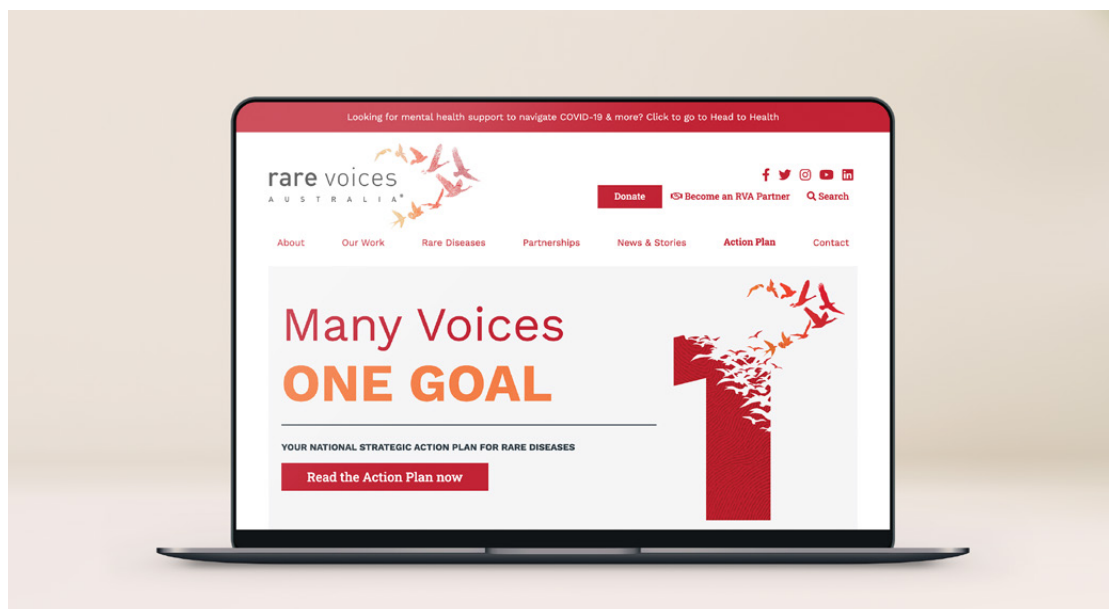 Looking for mental health support to navigate COVID-19 & more? Click to go to Head to Health
rare voices
AUSTRALIA
Donate
Become an RVA Partner
Search
About
Our Work
Rare Diseases
Partnerships
News & Stories
Action Plan
Contact
Many Voices
ONE GOAL
1
YOUR NATIONAL STRATEGIC ACTION PLAN FOR RARE DISEASES
Read the Action Plan now